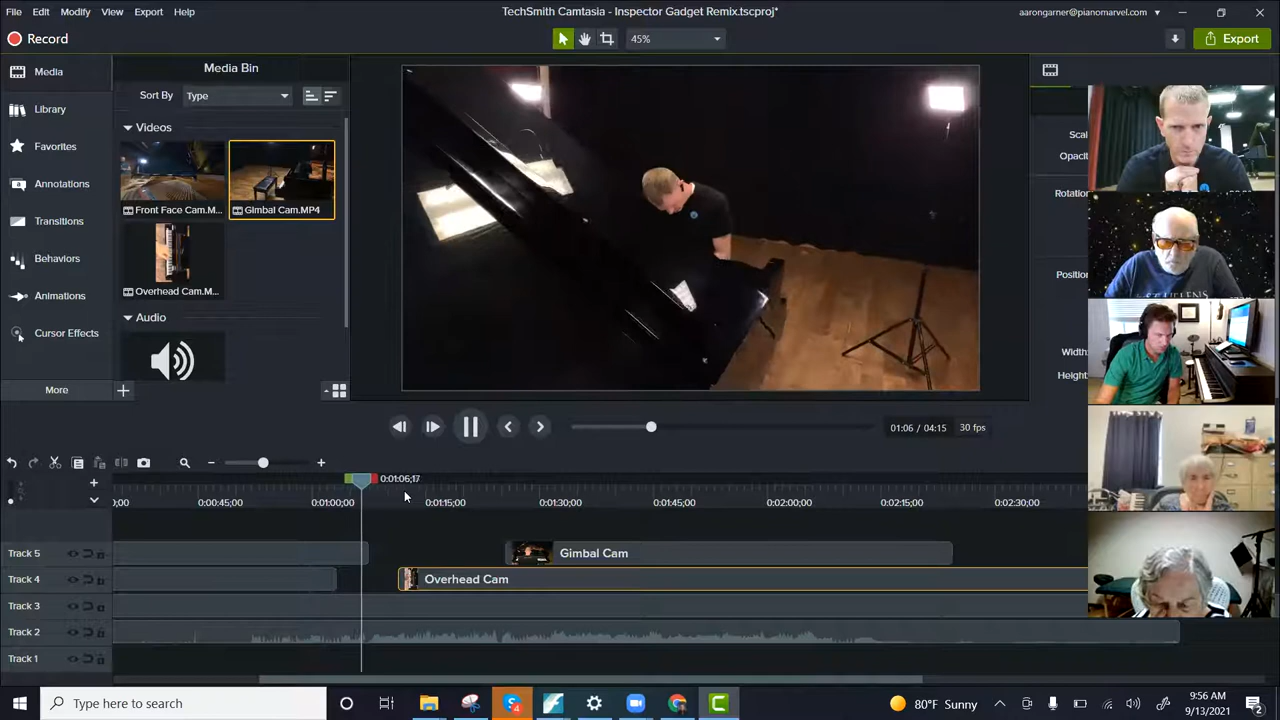 File Edit Modify View Export Help
TechSmith Camtasia - Inspector Gadget Remix.tscproj*
aarongarner@pianomarvel.com
Record
45%
Export
Media
Library
Favorites
Annotations
Transitions
Behaviors
Animations
Cursor Effects
More
Media Bin
Sort By Type
Videos
Front Face Cam.M...
Gimbal Cam.MP4
Overhead Cam.M...
Audio
Scal
Opacit
Rotation
Position
Width:
Height
01:06 / 04:15 30 fps
0:01:06;17
0:00:45;00 0:01:00;00 0:01:15;00 0:01:30;00 0:01:45;00 0:02:00;00 0:02:15;00 0:02:30;00
Track 5 Gimbal Cam
Track 4 Overhead Cam
Track 3
Track 2
Track 1
Type here to search
80°F Sunny
9:56 AM
9/13/2021